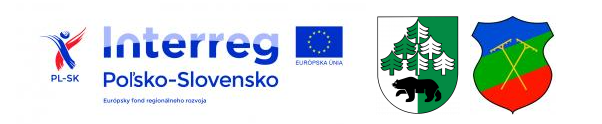 PL-SK
Interreg
Poľsko-Slovensko
Európsky fond regionálneho rozvoja
EURÓPSKA ÚNIA